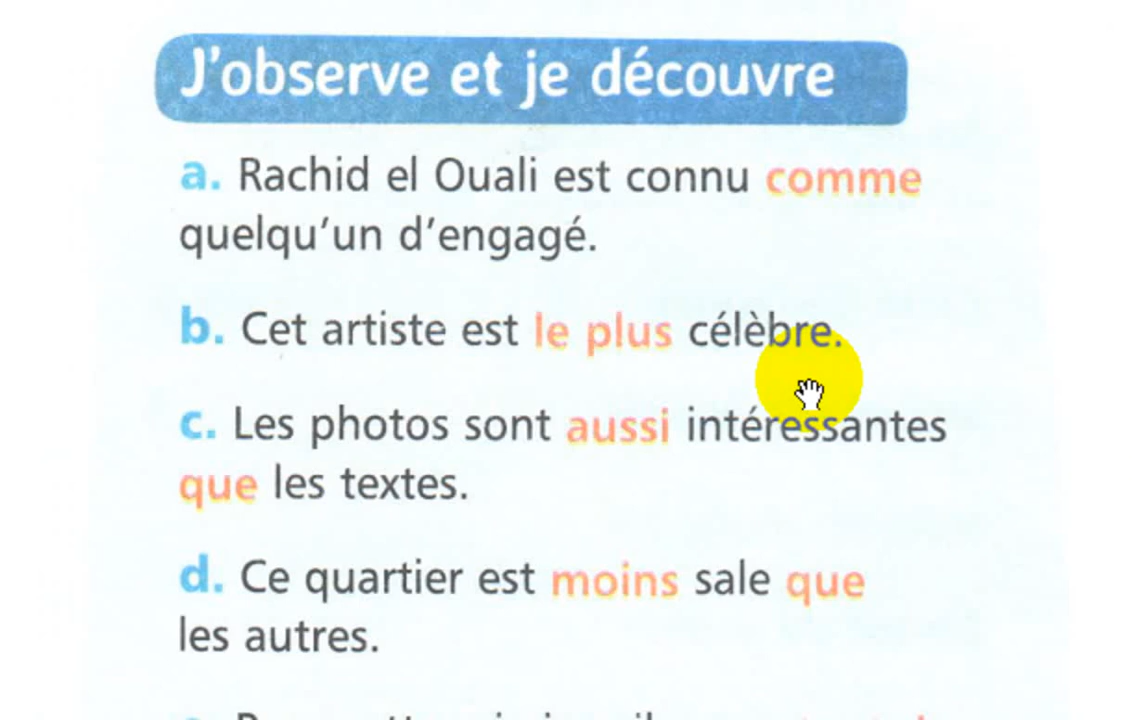 J'observe et je découvre
a. Rachid el Ouali est connu comme
quelqu'un d'engagé.
b. Cet artiste est le plus célèbre.
c. Les photos sont aussi intéressantes
que les textes.
d. Ce quartier est moins sale que
les autres.